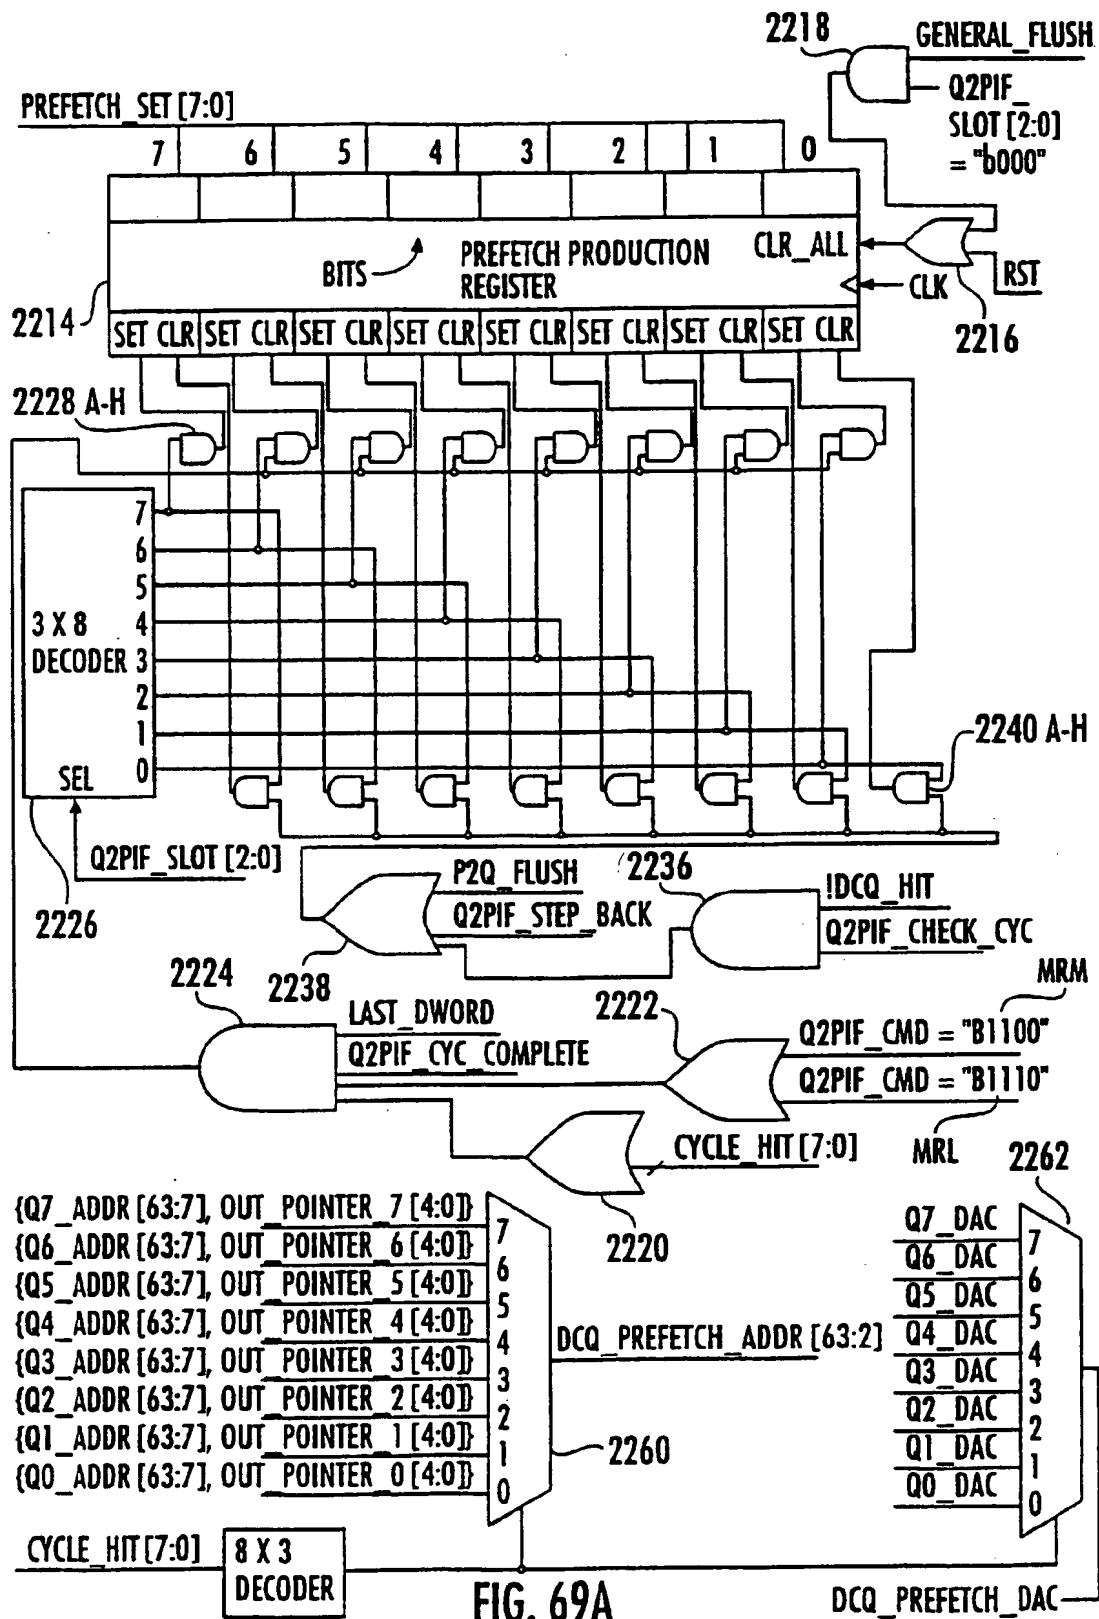 2218
GENERAL_FLUSH
Q2PIF_
SLOT [2:0]
= "b000"
PREFETCH_SET [7:0]
7 6 5 4 3 2 1 0
BITS
PREFETCH PRODUCTION
REGISTER
CLR_ALL
CLK
RST
2214
2216
SET CLR SET CLR SET CLR SET CLR SET CLR SET CLR SET CLR SET CLR
2228 A-H
3 X 8
DECODER
7
6
5
4
3
2
1
0
SEL
2240 A-H
Q2PIF_SLOT [2:0]
2226
P2Q_FLUSH
Q2PIF_STEP_BACK
2238
2236
!DCQ_HIT
Q2PIF_CHECK_CYC
2224
LAST_DWORD
Q2PIF_CYC_COMPLETE
2222
MRM
Q2PIF_CMD = "B1100"
Q2PIF_CMD = "B1110"
MRL
CYCLE_HIT [7:0]
2220
{Q7_ADDR [63:7], OUT_POINTER_7 [4:0]} 7
{Q6_ADDR [63:7], OUT_POINTER_6 [4:0]} 6
{Q5_ADDR [63:7], OUT_POINTER_5 [4:0]} 5
{Q4_ADDR [63:7], OUT_POINTER_4 [4:0]} 4
{Q3_ADDR [63:7], OUT_POINTER_3 [4:0]} 3
{Q2_ADDR [63:7], OUT_POINTER_2 [4:0]} 2
{Q1_ADDR [63:7], OUT_POINTER_1 [4:0]} 1
{Q0_ADDR [63:7], OUT_POINTER_0 [4:0]} 0
DCQ_PREFETCH_ADDR [63:2]
2260
2262
Q7_DAC 7
Q6_DAC 6
Q5_DAC 5
Q4_DAC 4
Q3_DAC 3
Q2_DAC 2
Q1_DAC 1
Q0_DAC 0
CYCLE_HIT [7:0]
8 X 3
DECODER
DCQ_PREFETCH_DAC
FIG. 69A